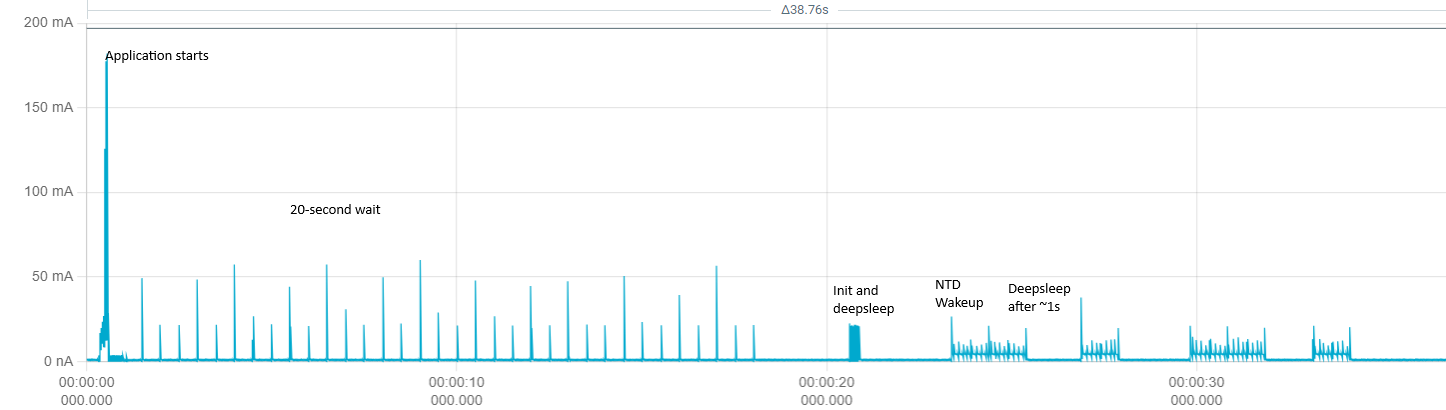 Δ38.76s
200 mA
Application starts
150 mA
100 mA
20-second wait
50 mA
Init and
deepsleep
NTD
Wakeup
Deepsleep
after ~1s
0 nA
00:00:00
000.000
00:00:10
000.000
00:00:20
000.000
00:00:30
000.000